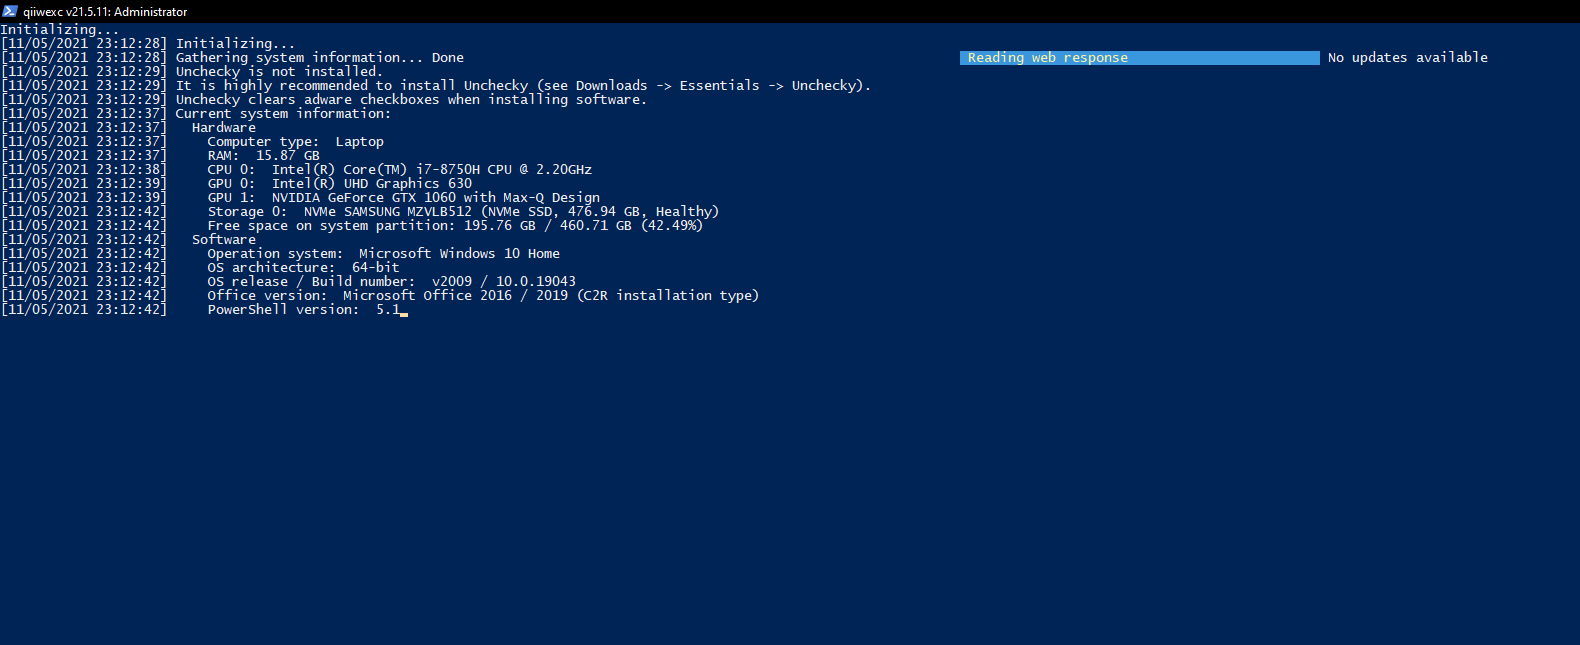 qiiwexc v21.5.11: Administrator
Initializing...
[11/05/2021 23:12:28] Initializing...
[11/05/2021 23:12:28] Gathering system information... Done Reading web response No updates available
[11/05/2021 23:12:29] Unchecky is not installed.
[11/05/2021 23:12:29] It is highly recommended to install Unchecky (see Downloads -> Essentials -> Unchecky).
[11/05/2021 23:12:29] Unchecky clears adware checkboxes when installing software.
[11/05/2021 23:12:37] Current system information:
[11/05/2021 23:12:37] Hardware
[11/05/2021 23:12:37] Computer type: Laptop
[11/05/2021 23:12:37] RAM: 15.87 GB
[11/05/2021 23:12:38] CPU 0: Intel(R) Core(TM) i7-8750H CPU @ 2.20GHz
[11/05/2021 23:12:39] GPU 0: Intel(R) UHD Graphics 630
[11/05/2021 23:12:39] GPU 1: NVIDIA GeForce GTX 1060 with Max-Q Design
[11/05/2021 23:12:42] Storage 0: NVMe SAMSUNG MZVLB512 (NVMe SSD, 476.94 GB, Healthy)
[11/05/2021 23:12:42] Free space on system partition: 195.76 GB / 460.71 GB (42.49%)
[11/05/2021 23:12:42] Software
[11/05/2021 23:12:42] Operation system: Microsoft Windows 10 Home
[11/05/2021 23:12:42] OS architecture: 64-bit
[11/05/2021 23:12:42] OS release / Build number: v2009 / 10.0.19043
[11/05/2021 23:12:42] Office version: Microsoft Office 2016 / 2019 (C2R installation type)
[11/05/2021 23:12:42] PowerShell version: 5.1